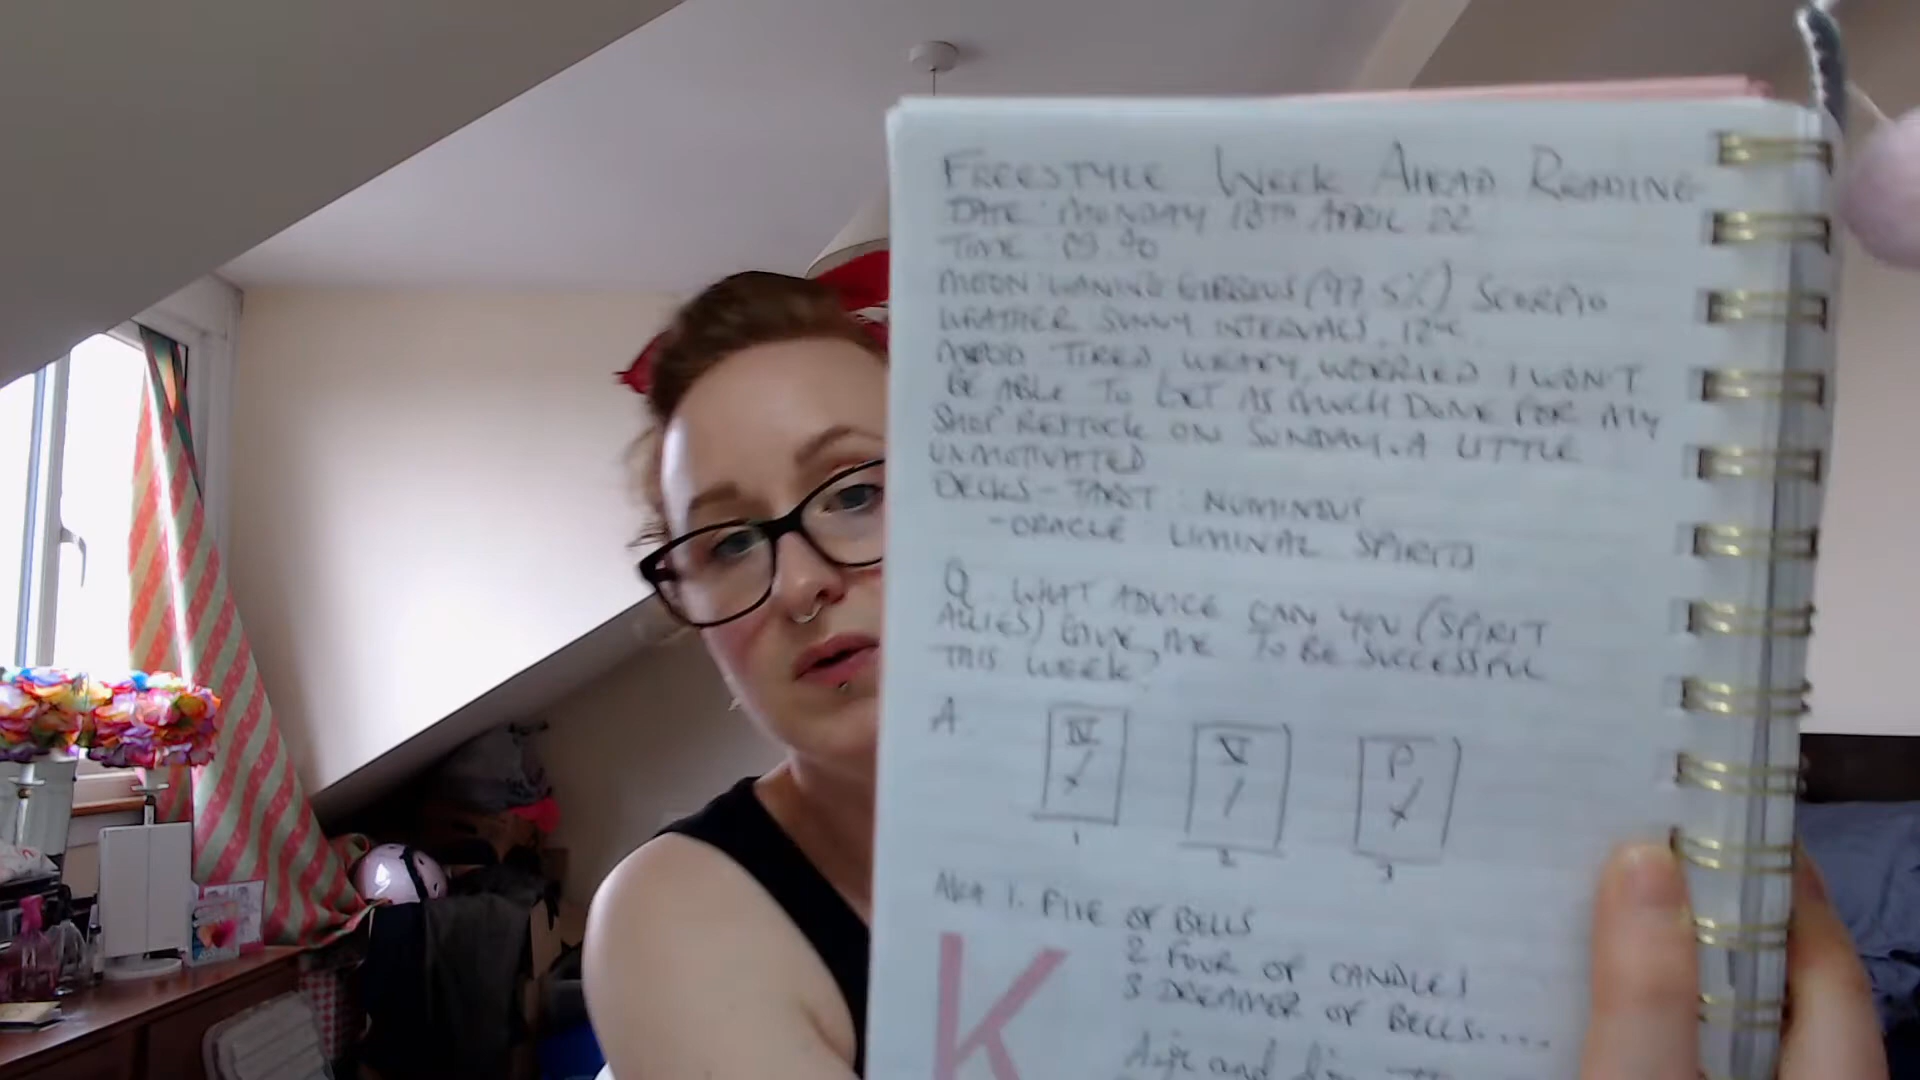 FREESTYLE WEEK AHEAD READING
DATE: MONDAY 18TH APRIL 22
TIME: 09.40
MOON: WANING GIBBOUS (97.5%) SCORPIO
WEATHER SUNNY INTERVALS, 12°C
MOOD TIRED, WEARY, WORRIED I WON'T
BE ABLE TO GET AS MUCH DONE FOR MY
SHOP RESTOCK ON SUNDAY. A LITTLE
UNMOTIVATED
DECKS - TAROT: NUMINOUS
- ORACLE LIMINAL SPIRITS
Q. WHAT ADVICE CAN YOU (SPIRIT
ALLIES) GIVE ME TO BE SUCCESSFUL
THIS WEEK?
A.
IV V P
1 2 3
AKA 1. FIVE OF BELLS
2 FOUR OF CANDLES
3 DREAMER OF BELLS....
K
and